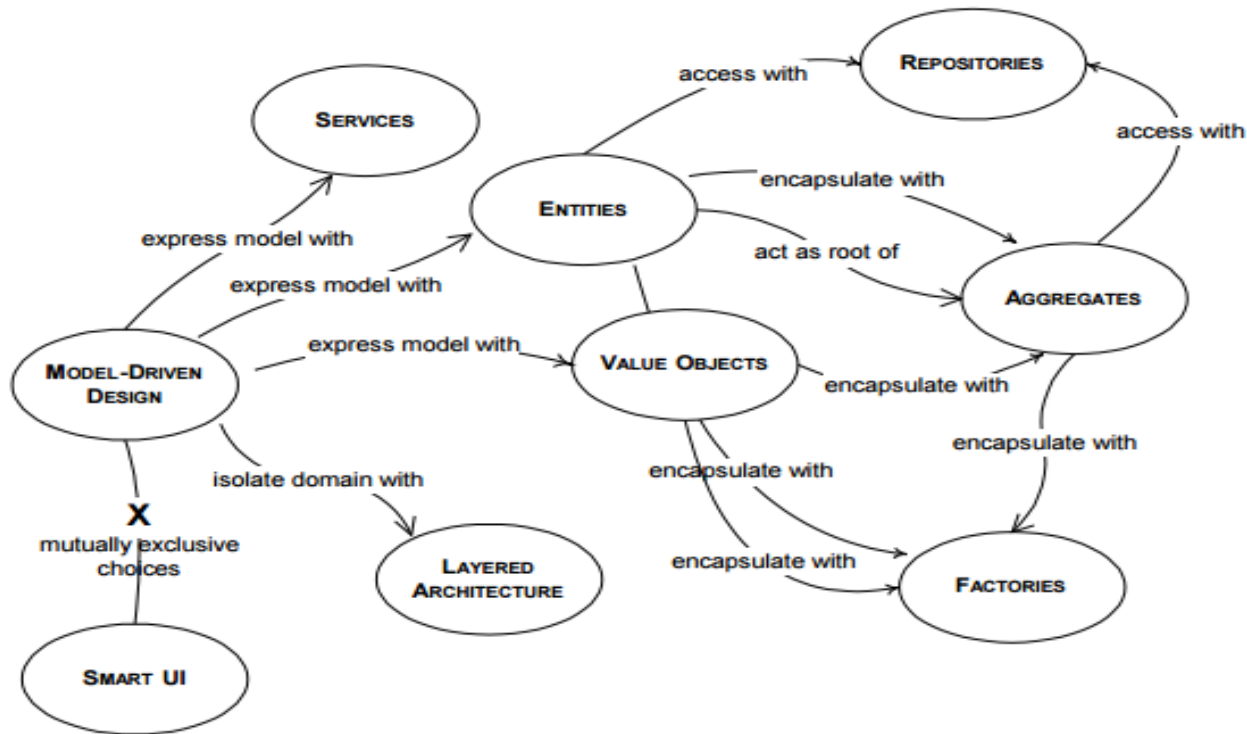 REPOSITORIES
access with
SERVICES
access with
encapsulate with
ENTITIES
express model with
act as root of
express model with
AGGREGATES
express model with
VALUE OBJECTS
MODEL-DRIVEN
DESIGN
encapsulate with
encapsulate with
encapsulate with
isolate domain with
X
mutually exclusive
choices
encapsulate with
LAYERED
ARCHITECTURE
FACTORIES
SMART UI